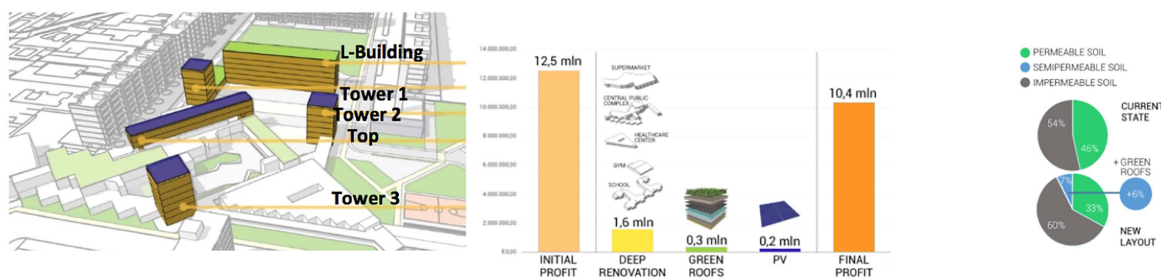 L-Building
Tower 1
Tower 2
Top
Tower 3
14.000.000,00
12.000.000,00
10.000.000,00
8.000.000,00
6.000.000,00
4.000.000,00
2.000.000,00
€0,00
12,5 mln
SUPERMARKET
CENTRAL PUBLIC
COMPLEX
HEALTHCARE
CENTER
GYM
SCHOOL
1,6 mln
0,3 mln
0,2 mln
10,4 mln
INITIAL
PROFIT
DEEP
RENOVATION
GREEN
ROOFS
PV
FINAL
PROFIT
PERMEABLE SOIL
SEMIPERMEABLE SOIL
IMPERMEABLE SOIL
CURRENT
STATE
54%
46%
+ GREEN
ROOFS
+6%
7%
33%
60%
NEW
LAYOUT